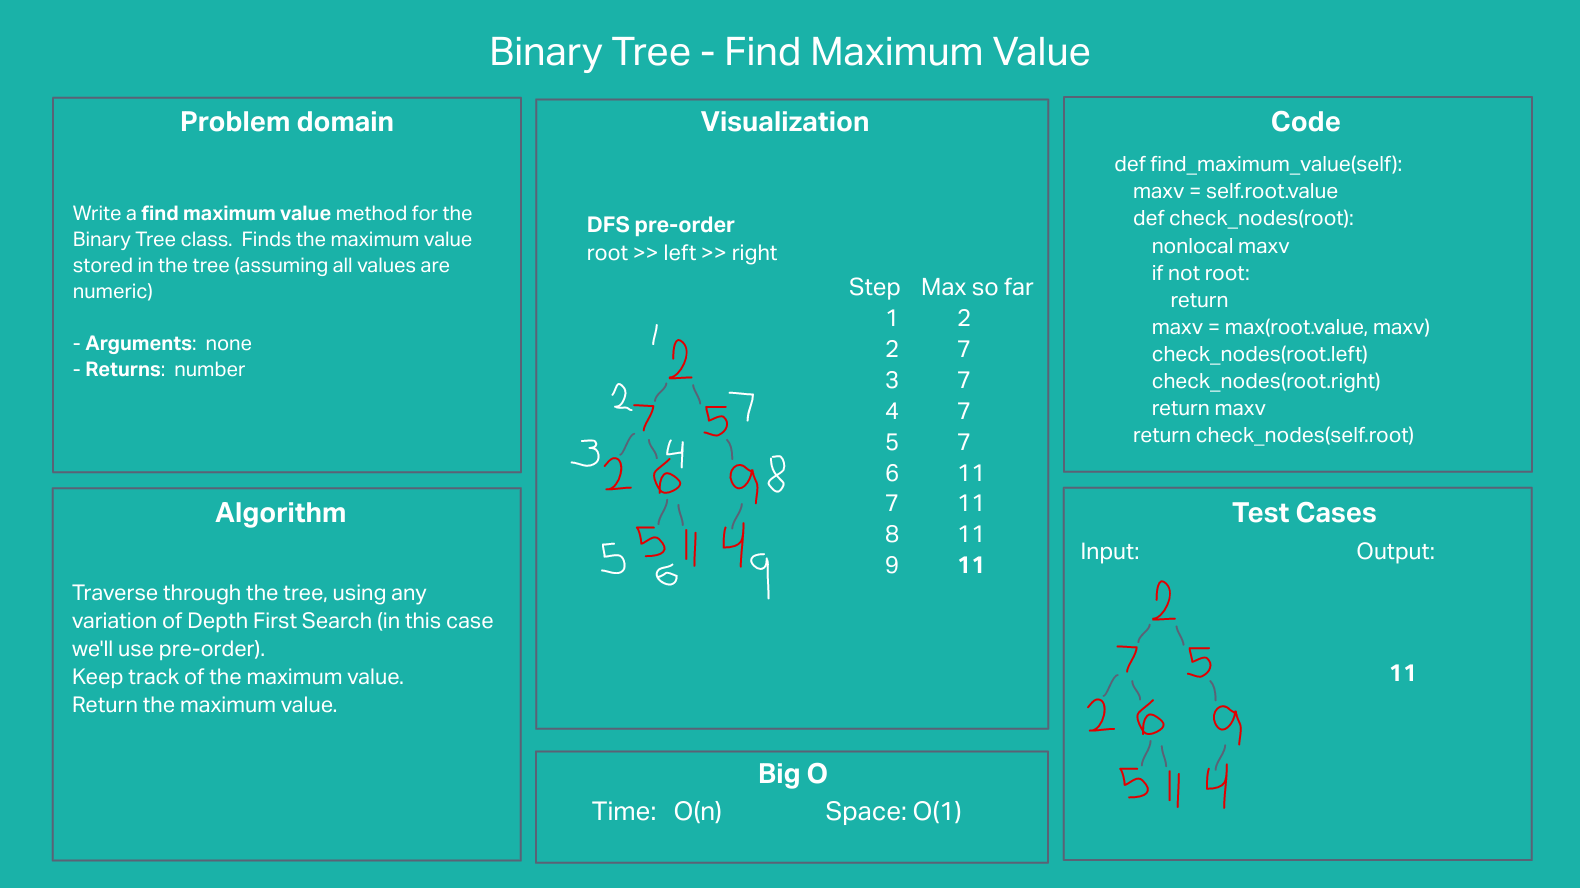 Binary Tree - Find Maximum Value
Problem domain
Write a find maximum value method for the
Binary Tree class.  Finds the maximum value
stored in the tree (assuming all values are
numeric)
- Arguments:  none
- Returns:  number
Algorithm
Traverse through the tree, using any
variation of Depth First Search (in this case
we'll use pre-order).
Keep track of the maximum value.
Return the maximum value.
Visualization
DFS pre-order
root >> left >> right
1
2
2 7 5 7
3 2 4 6 9 8
5 11 4
5 6 9
Step Max so far
1 2
2 7
3 7
4 7
5 7
6 11
7 11
8 11
9 11
Big O
Time:   O(n) Space: O(1)
Code
def find_maximum_value(self):
maxv = self.root.value
def check_nodes(root):
nonlocal maxv
if not root:
return
maxv = max(root.value, maxv)
check_nodes(root.left)
check_nodes(root.right)
return maxv
return check_nodes(self.root)
Test Cases
Input: Output:
2
7 5
11
2 6 9
5 11 4